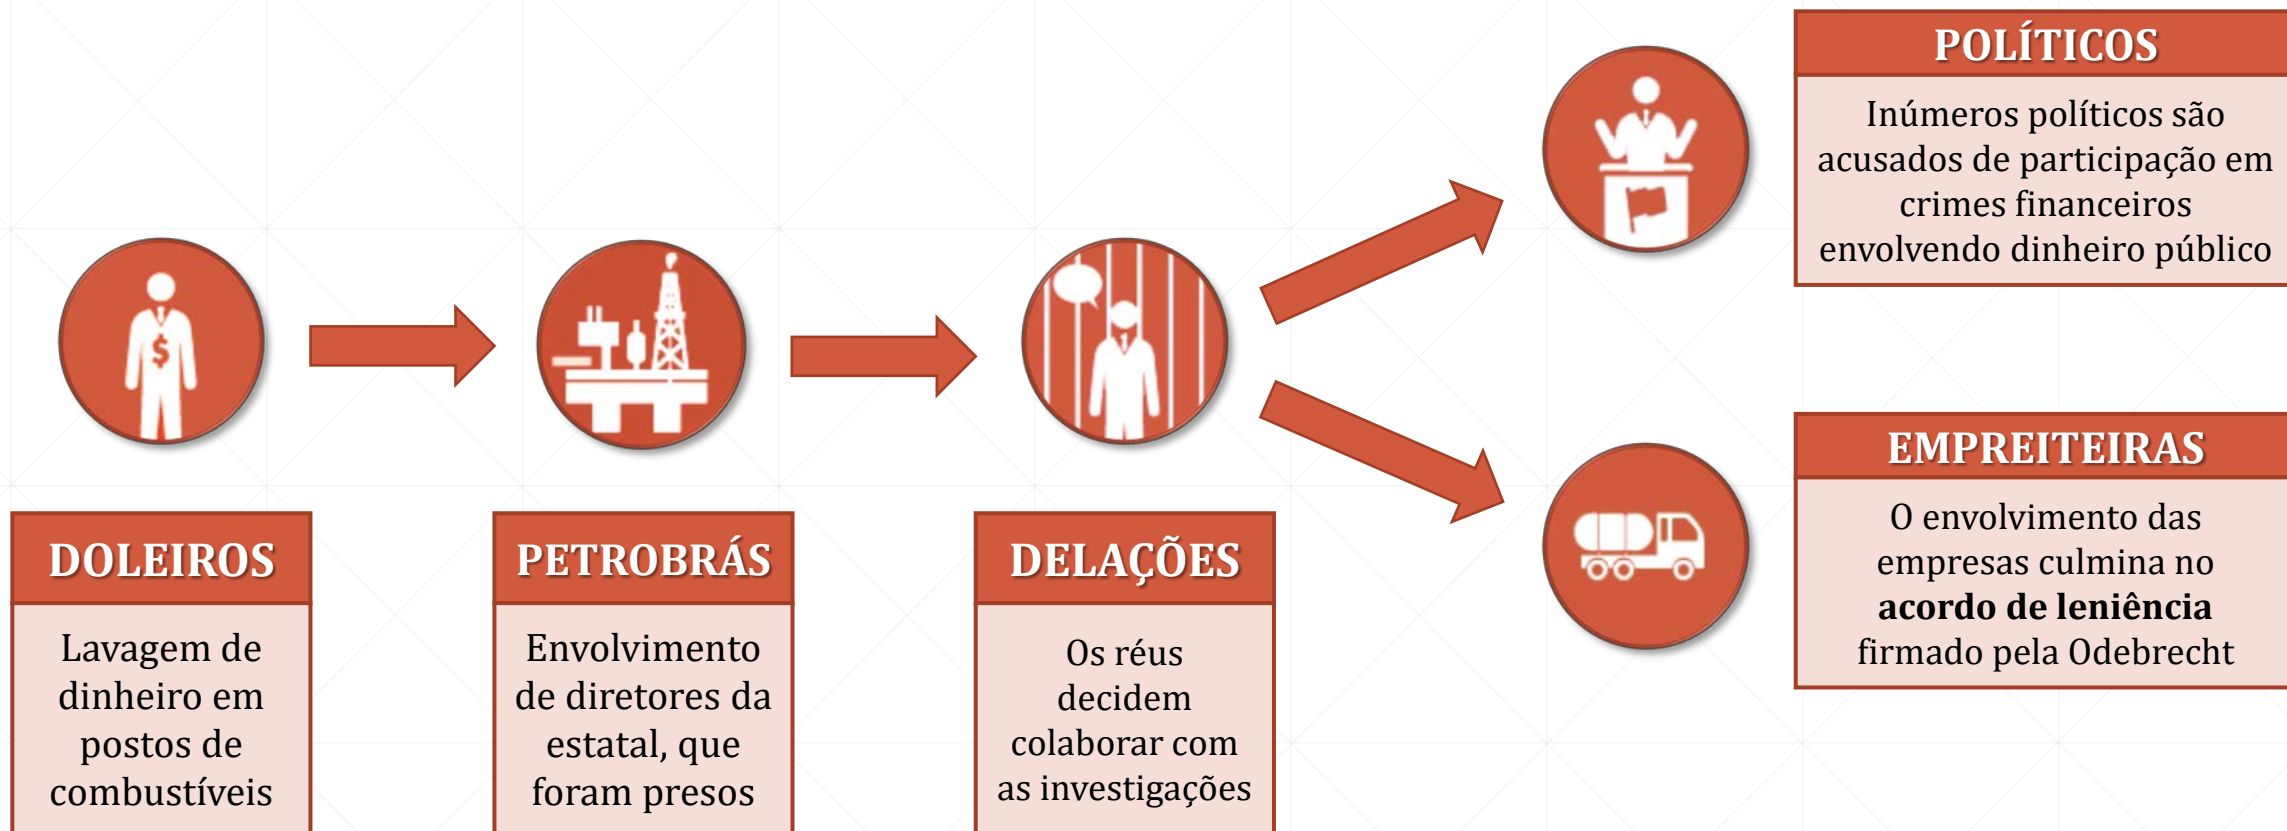 DOLEIROS
Lavagem de
dinheiro em
postos de
combustíveis
PETROBRÁS
Envolvimento
de diretores da
estatal, que
foram presos
DELAÇÕES
Os réus
decidem
colaborar com
as investigações
POLÍTICOS
Inúmeros políticos são
acusados de participação em
crimes financeiros
envolvendo dinheiro público
EMPREITEIRAS
O envolvimento das
empresas culmina no
acordo de leniência
firmado pela Odebrecht
$